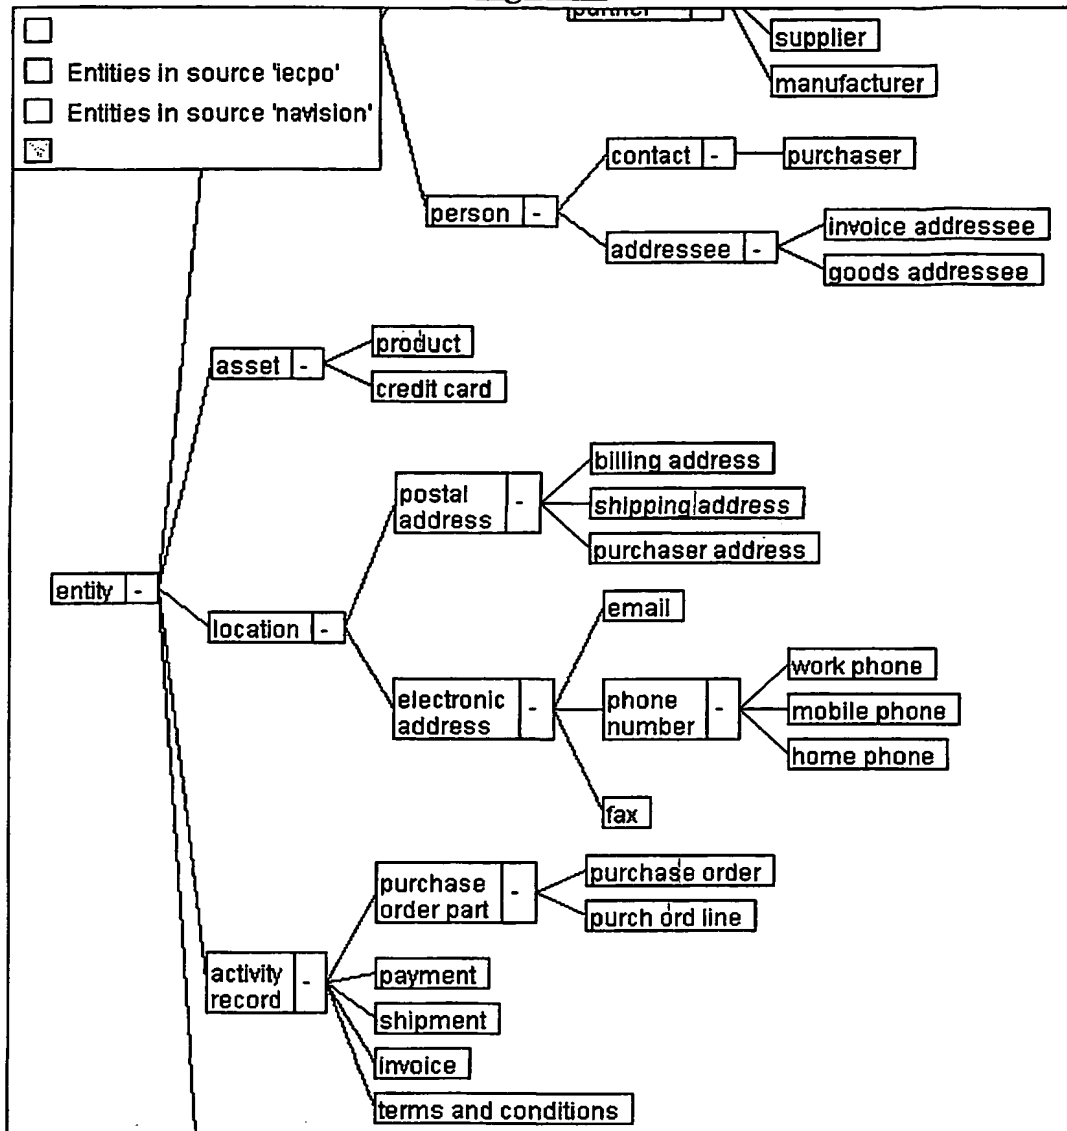 supplier
manufacturer
Entities in source 'iecpo'
Entities in source 'navision'
contact -
purchaser
person -
addressee -
invoice addressee
goods addressee
asset -
product
credit card
postal
address -
billing address
shipping address
purchaser address
entity -
location -
email
electronic
address -
phone
number -
work phone
mobile phone
home phone
fax
purchase
order part -
purchase order
purch ord line
activity
record -
payment
shipment
invoice
terms and conditions